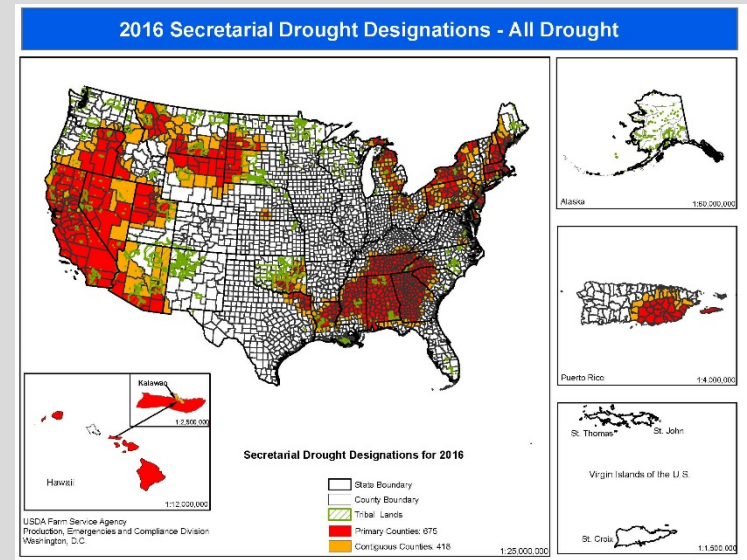 2016 Secretarial Drought Designations - All Drought
Alaska
1:60,000,000
Puerto Rico
1:4,000,000
Kalawao
1:2,500,000
Hawaii
1:12,000,000
Secretarial Drought Designations for 2016
State Boundary
County Boundary
Tribal Lands
Primary Counties: 675
Contiguous Counties: 418
1:25,000,000
St. Thomas
St. John
Virgin Islands of the U.S.
St. Croix
1:1,500,000
USDA Farm Service Agency
Production, Emergencies and Compliance Division
Washington, D.C.